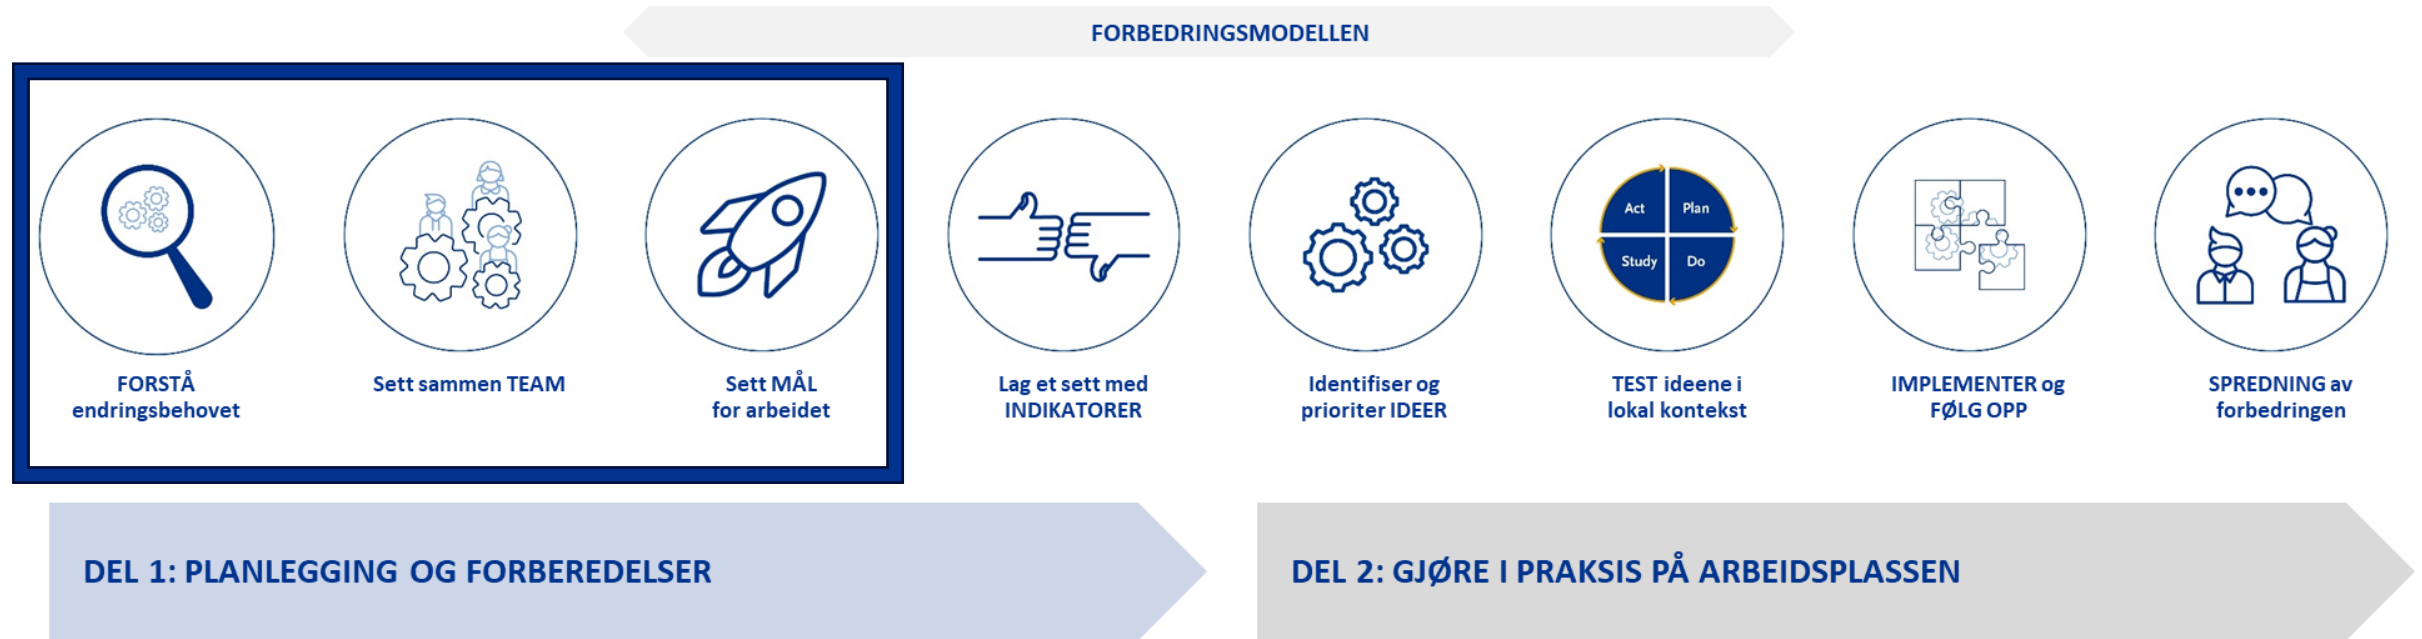 FORBEDRINGSMODELLEN
FORSTÅ
endringsbehovet
Sett sammen TEAM
Sett MÅL
for arbeidet
Lag et sett med
INDIKATORER
Identifiser og
prioriter IDEER
Act
Plan
Study
Do
TEST ideene i
lokal kontekst
IMPLEMENTER og
FØLG OPP
SPREDNING av
forbedringen
DEL 1: PLANLEGGING OG FORBEREDELSER
DEL 2: GJØRE I PRAKSIS PÅ ARBEIDSPLASSEN